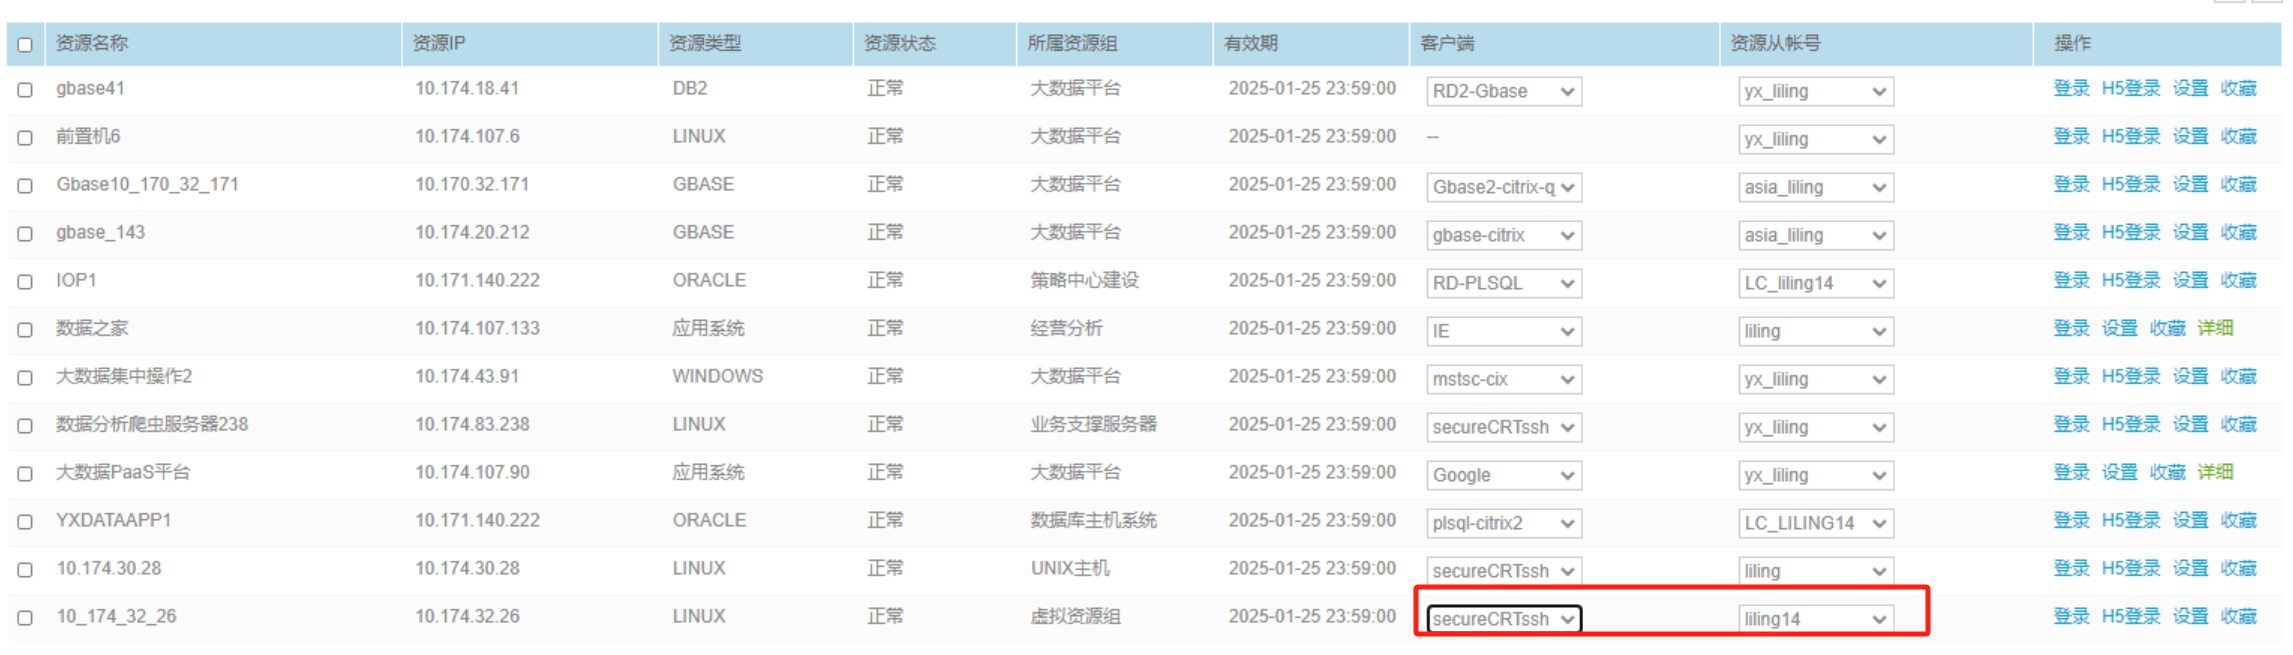 资源名称 资源IP 资源类型 资源状态 所属资源组 有效期 客户端 资源从帐号 操作
gbase41 10.174.18.41 DB2 正常 大数据平台 2025-01-25 23:59:00 RD2-Gbase yx_liling 登录 H5登录 设置 收藏
前置机6 10.174.107.6 LINUX 正常 大数据平台 2025-01-25 23:59:00 -- yx_liling 登录 H5登录 设置 收藏
Gbase10_170_32_171 10.170.32.171 GBASE 正常 大数据平台 2025-01-25 23:59:00 Gbase2-citrix-q asia_liling 登录 H5登录 设置 收藏
gbase_143 10.174.20.212 GBASE 正常 大数据平台 2025-01-25 23:59:00 gbase-citrix asia_liling 登录 H5登录 设置 收藏
IOP1 10.171.140.222 ORACLE 正常 策略中心建设 2025-01-25 23:59:00 RD-PLSQL LC_liling14 登录 H5登录 设置 收藏
数据之家 10.174.107.133 应用系统 正常 经营分析 2025-01-25 23:59:00 IE liling 登录 设置 收藏 详细
大数据集中操作2 10.174.43.91 WINDOWS 正常 大数据平台 2025-01-25 23:59:00 mstsc-cix yx_liling 登录 H5登录 设置 收藏
数据分析爬虫服务器238 10.174.83.238 LINUX 正常 业务支撑服务器 2025-01-25 23:59:00 secureCRTssh yx_liling 登录 H5登录 设置 收藏
大数据PaaS平台 10.174.107.90 应用系统 正常 大数据平台 2025-01-25 23:59:00 Google yx_liling 登录 设置 收藏 详细
YXDATAAPP1 10.171.140.222 ORACLE 正常 数据库主机系统 2025-01-25 23:59:00 plsql-citrix2 LC_LILING14 登录 H5登录 设置 收藏
10.174.30.28 10.174.30.28 LINUX 正常 UNIX主机 2025-01-25 23:59:00 secureCRTssh liling 登录 H5登录 设置 收藏
10_174_32_26 10.174.32.26 LINUX 正常 虚拟资源组 2025-01-25 23:59:00 secureCRTssh liling14 登录 H5登录 设置 收藏